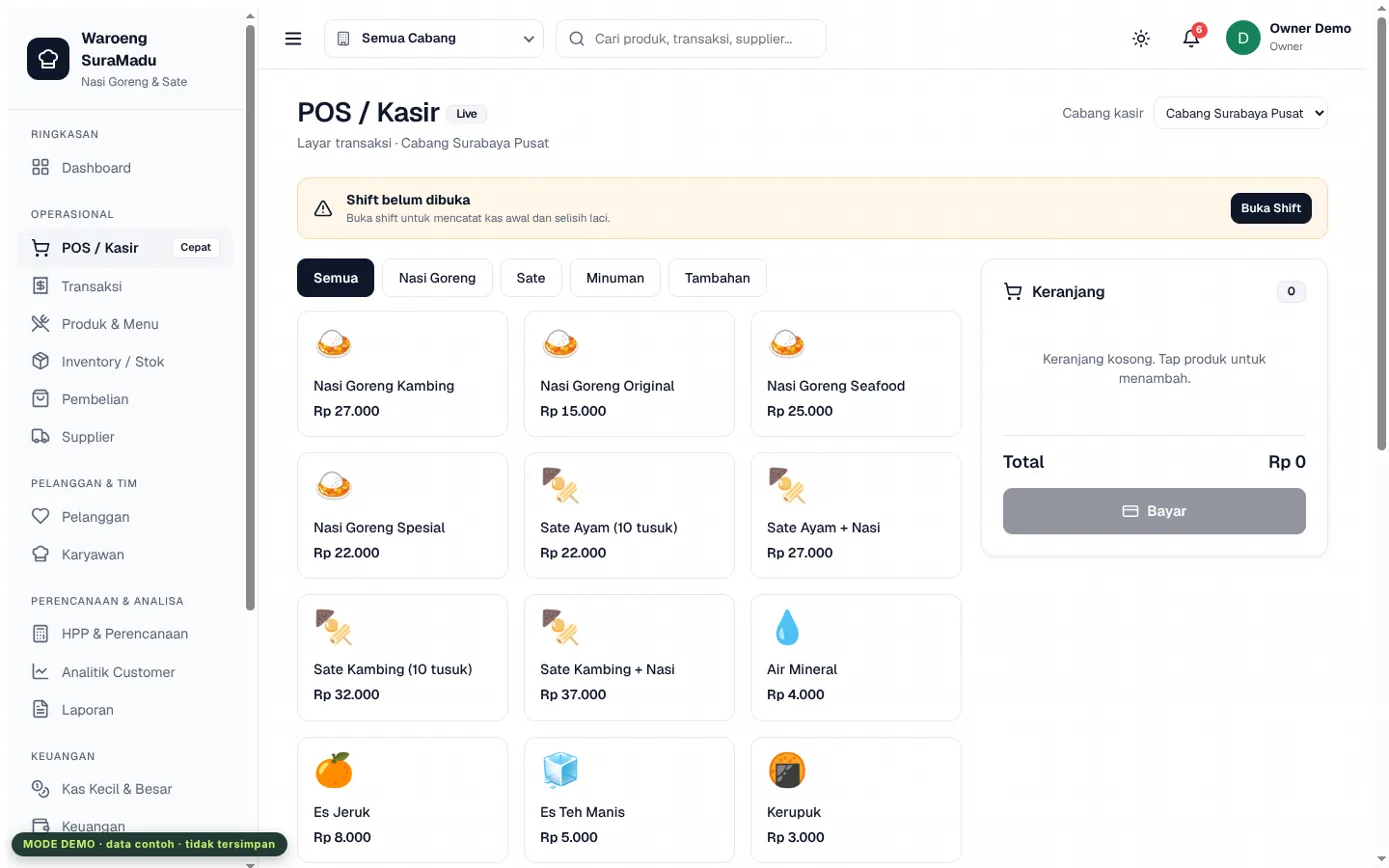 Waroeng
SuraMadu
Nasi Goreng & Sate
RINGKASAN
Dashboard
OPERASIONAL
POS / Kasir
Cepat
Transaksi
Produk & Menu
Inventory / Stok
Pembelian
Supplier
PELANGGAN & TIM
Pelanggan
Karyawan
PERENCANAAN & ANALISA
HPP & Perencanaan
Analitik Customer
Laporan
KEUANGAN
Kas Kecil & Besar
Keuangan
MODE DEMO · data contoh · tidak tersimpan
Semua Cabang
Cari produk, transaksi, supplier...
6
D
Owner Demo
Owner
POS / Kasir
Live
Layar transaksi · Cabang Surabaya Pusat
Cabang kasir
Cabang Surabaya Pusat
Shift belum dibuka
Buka shift untuk mencatat kas awal dan selisih laci.
Buka Shift
Semua
Nasi Goreng
Sate
Minuman
Tambahan
Nasi Goreng Kambing
Rp 27.000
Nasi Goreng Original
Rp 15.000
Nasi Goreng Seafood
Rp 25.000
Nasi Goreng Spesial
Rp 22.000
Sate Ayam (10 tusuk)
Rp 22.000
Sate Ayam + Nasi
Rp 27.000
Sate Kambing (10 tusuk)
Rp 32.000
Sate Kambing + Nasi
Rp 37.000
Air Mineral
Rp 4.000
Es Jeruk
Rp 8.000
Es Teh Manis
Rp 5.000
Kerupuk
Rp 3.000
Keranjang
0
Keranjang kosong. Tap produk untuk
menambah.
Total
Rp 0
Bayar